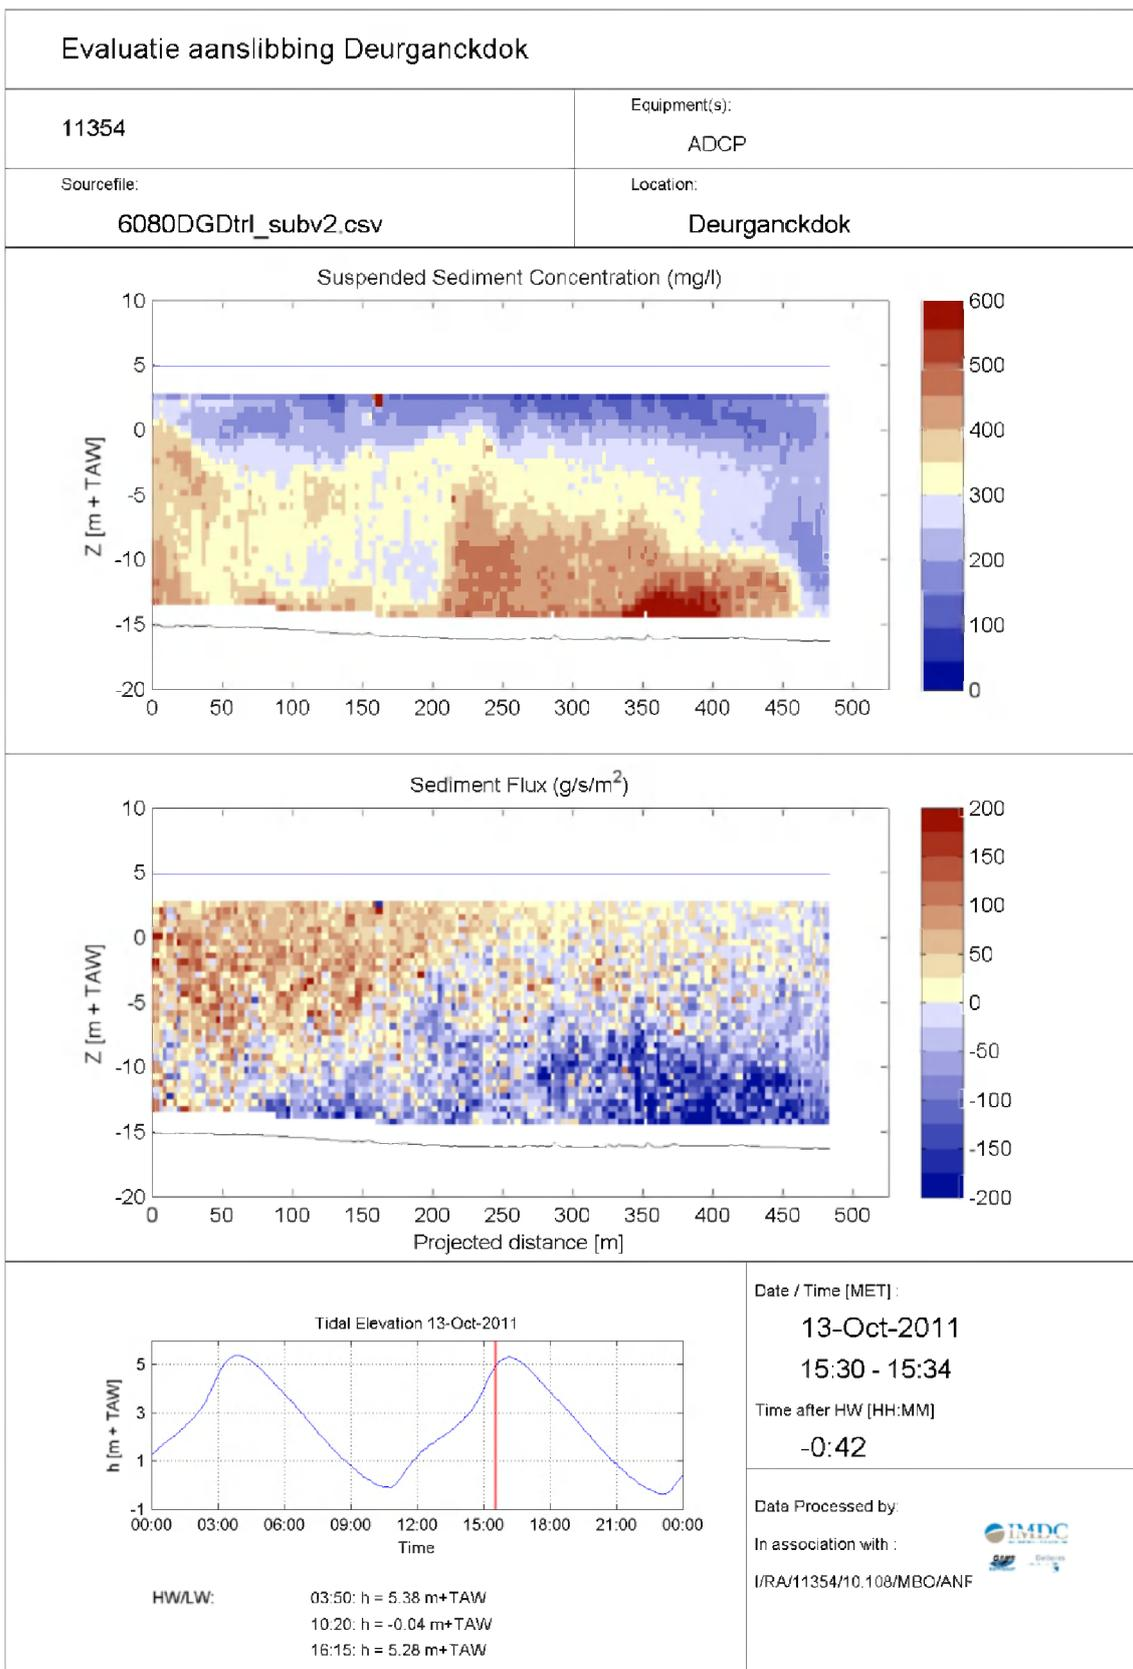 Evaluatie aanslibbing Deurganckdok
11354
Equipment(s):
ADCP
Sourcefile:
6080DGDtrl_subv2.csv
Location:
Deurganckdok
Suspended Sediment Concentration (mg/l)
10
5
0
-5
-10
-15
-20
Z [m + TAW]
0 50 100 150 200 250 300 350 400 450 500
600
500
400
300
200
100
0
Sediment Flux (g/s/m²)
10
5
0
-5
-10
-15
-20
Z [m + TAW]
0 50 100 150 200 250 300 350 400 450 500
Projected distance [m]
200
150
100
50
0
-50
-100
-150
-200
Tidal Elevation 13-Oct-2011
5
3
1
-1
h [m + TAW]
00:00 03:00 06:00 09:00 12:00 15:00 18:00 21:00 00:00
Time
HW/LW:
03:50: h = 5.38 m+TAW
10:20: h = -0.04 m+TAW
16:15: h = 5.28 m+TAW
Date / Time [MET] :
13-Oct-2011
15:30 - 15:34
Time after HW [HH:MM]
-0:42
Data Processed by:
IMDC
In association with :
I/RA/11354/10.108/MBO/ANF